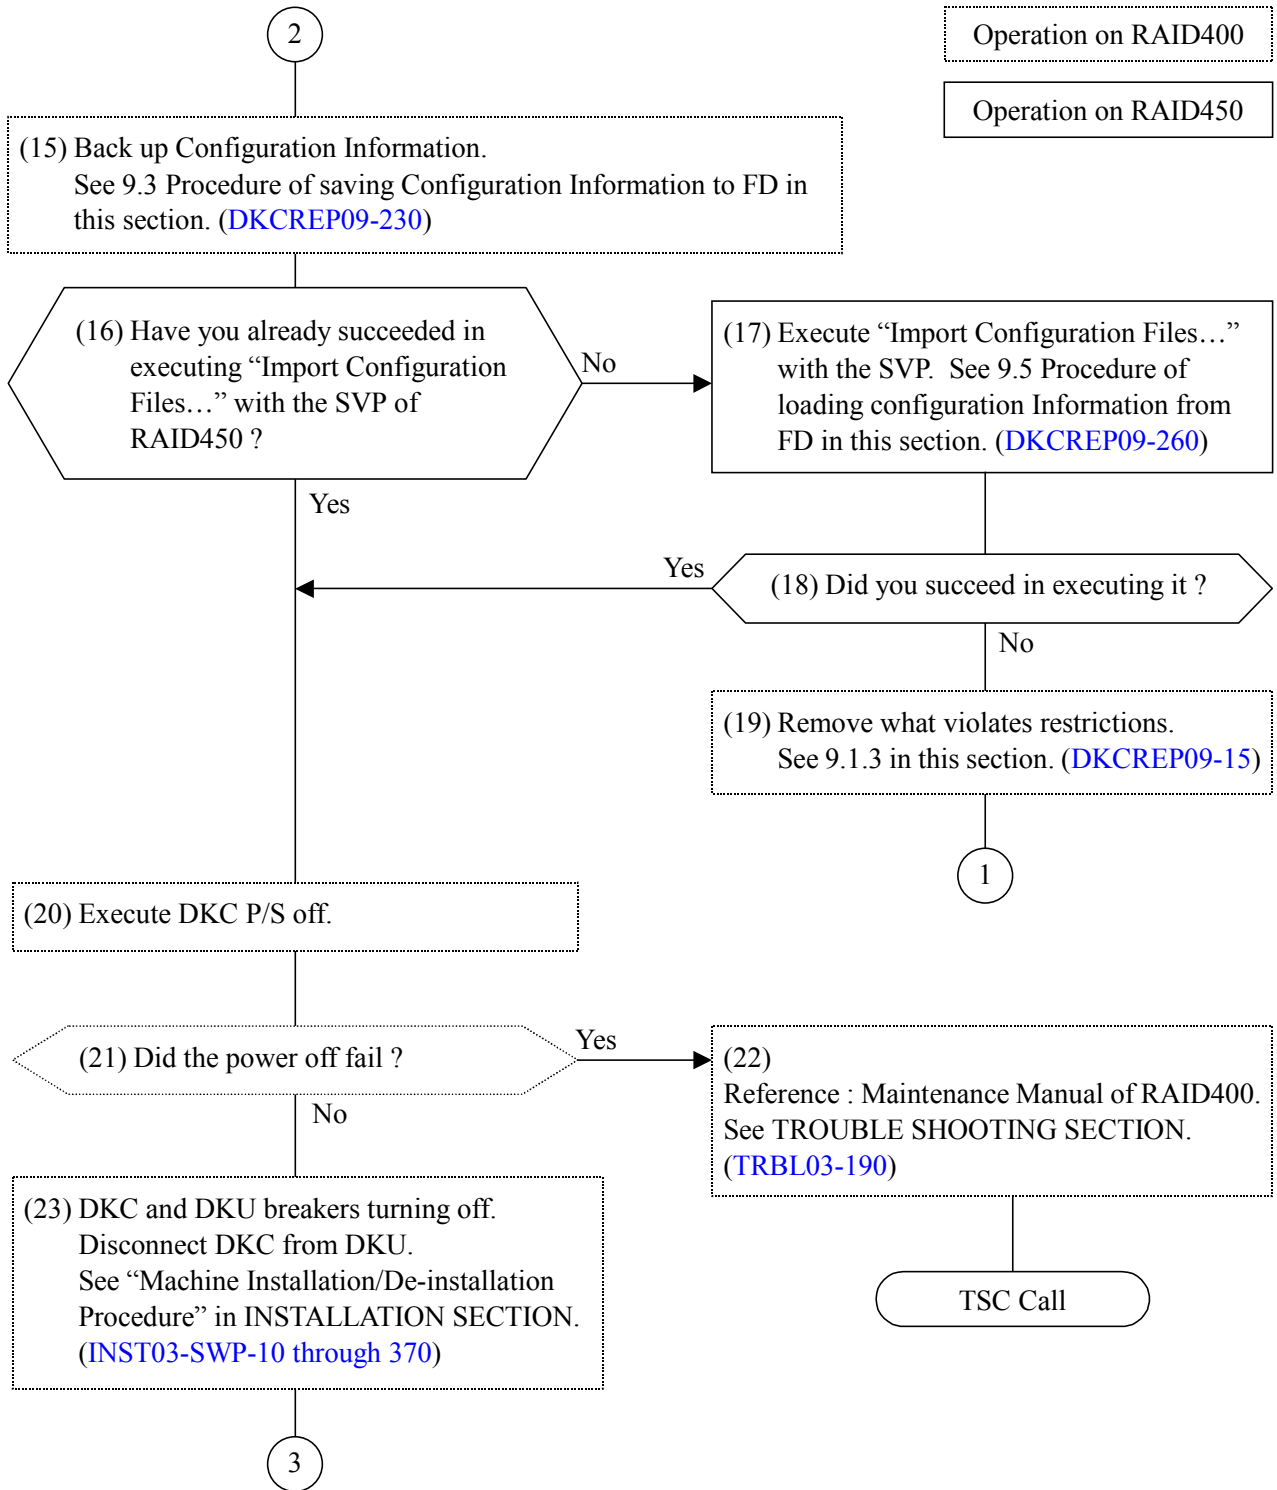 2
Operation on RAID400
Operation on RAID450
(15) Back up Configuration Information.
See 9.3 Procedure of saving Configuration Information to FD in
this section. (DKCREP09-230)
(16) Have you already succeeded in
executing “Import Configuration
Files…” with the SVP of
RAID450 ?
No
(17) Execute “Import Configuration Files…”
with the SVP.  See 9.5 Procedure of
loading configuration Information from
FD in this section. (DKCREP09-260)
Yes
Yes
(18) Did you succeed in executing it ?
No
(19) Remove what violates restrictions.
See 9.1.3 in this section. (DKCREP09-15)
1
(20) Execute DKC P/S off.
(21) Did the power off fail ?
Yes
No
(22)
Reference : Maintenance Manual of RAID400.
See TROUBLE SHOOTING SECTION.
(TRBL03-190)
TSC Call
(23) DKC and DKU breakers turning off.
Disconnect DKC from DKU.
See “Machine Installation/De-installation
Procedure” in INSTALLATION SECTION.
(INST03-SWP-10 through 370)
3